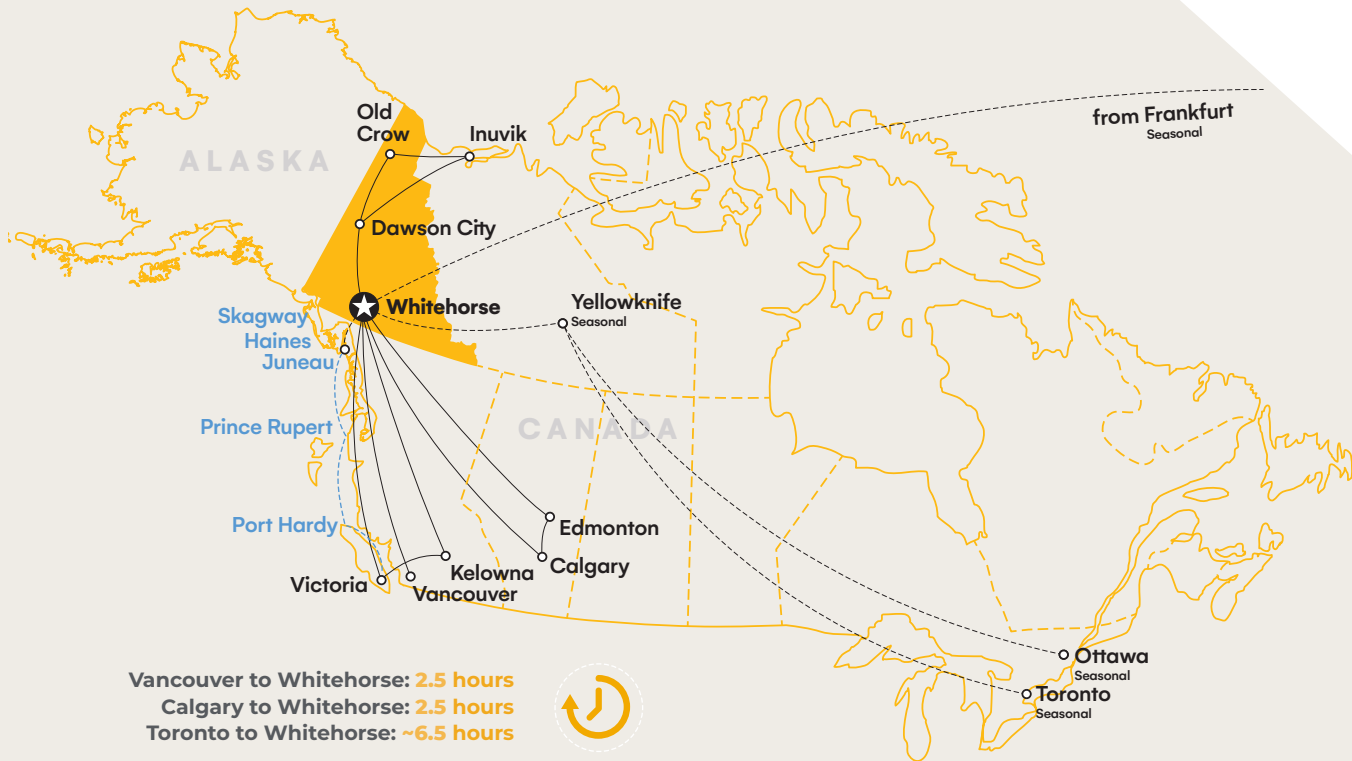 Old
Crow
Inuvik
from Frankfurt
Seasonal
ALASKA
Dawson City
Whitehorse
Yellowknife
Seasonal
Skagway
Haines
Juneau
Prince Rupert
CANADA
Port Hardy
Edmonton
Calgary
Kelowna
Victoria
Vancouver
Ottawa
Seasonal
Toronto
Seasonal
Vancouver to Whitehorse: 2.5 hours
Calgary to Whitehorse: 2.5 hours
Toronto to Whitehorse: ~6.5 hours